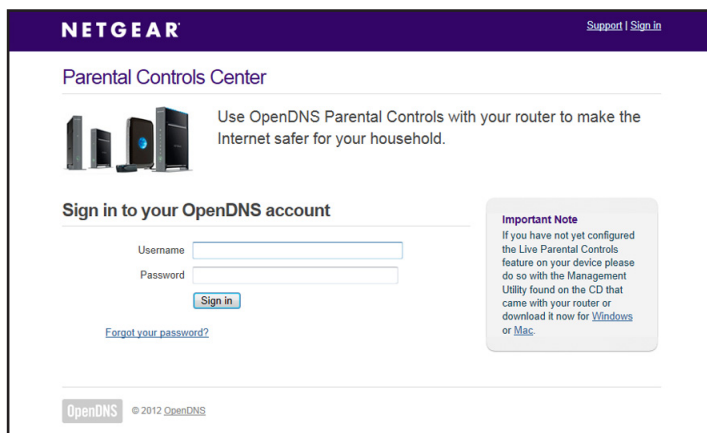 NETGEAR
Support | Sign in
Parental Controls Center
Use OpenDNS Parental Controls with your router to make the
Internet safer for your household.
Sign in to your OpenDNS account
Username
Password
Sign in
Forgot your password?
Important Note
If you have not yet configured
the Live Parental Controls
feature on your device please
do so with the Management
Utility found on the CD that
came with your router or
download it now for Windows
or Mac.
OpenDNS
© 2012 OpenDNS